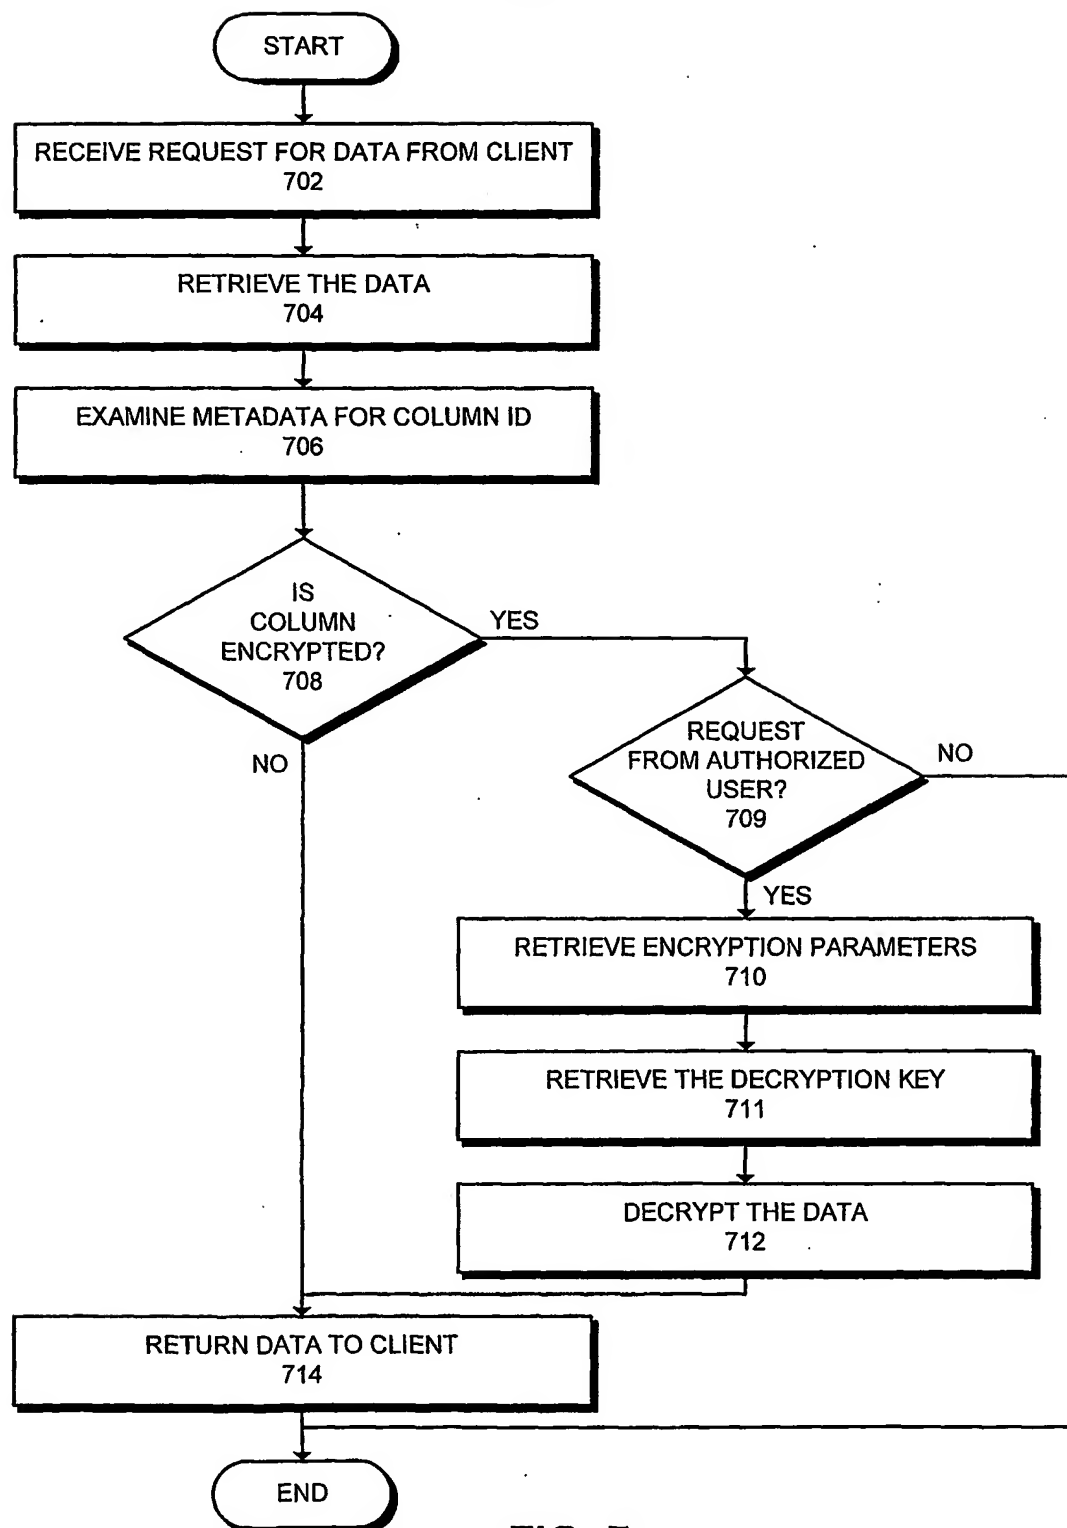 START
RECEIVE REQUEST FOR DATA FROM CLIENT
702
RETRIEVE THE DATA
704
EXAMINE METADATA FOR COLUMN ID
706
IS
COLUMN
ENCRYPTED?
708
YES
NO
REQUEST
FROM AUTHORIZED
USER?
709
NO
YES
RETRIEVE ENCRYPTION PARAMETERS
710
RETRIEVE THE DECRYPTION KEY
711
DECRYPT THE DATA
712
RETURN DATA TO CLIENT
714
END